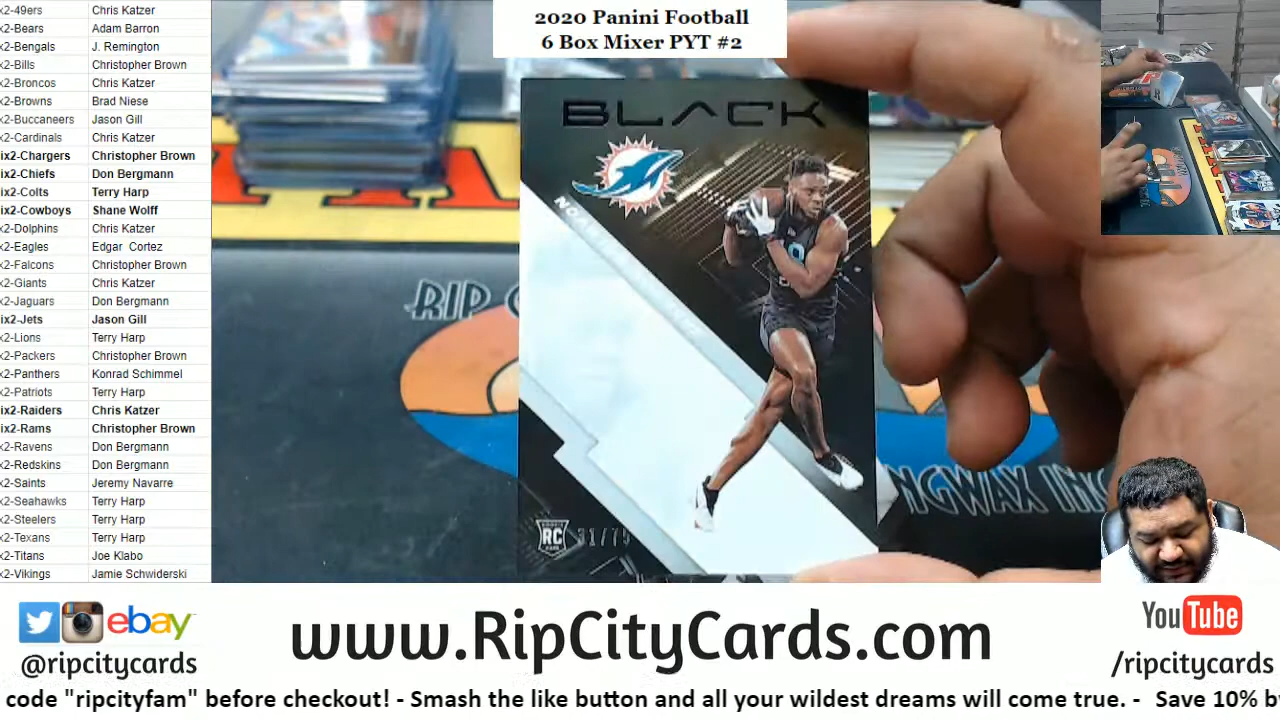 x2-49ers Chris Katzer
x2-Bears Adam Barron
x2-Bengals J. Remington
x2-Bills Christopher Brown
x2-Broncos Chris Katzer
x2-Browns Brad Niese
x2-Buccaneers Jason Gill
x2-Cardinals Chris Katzer
ix2-Chargers Christopher Brown
ix2-Chiefs Don Bergmann
ix2-Colts Terry Harp
ix2-Cowboys Shane Wolff
x2-Dolphins Chris Katzer
x2-Eagles Edgar Cortez
x2-Falcons Christopher Brown
x2-Giants Chris Katzer
x2-Jaguars Don Bergmann
ix2-Jets Jason Gill
x2-Lions Terry Harp
x2-Packers Christopher Brown
x2-Panthers Konrad Schimmel
x2-Patriots Terry Harp
ix2-Raiders Chris Katzer
ix2-Rams Christopher Brown
x2-Ravens Don Bergmann
x2-Redskins Don Bergmann
x2-Saints Jeremy Navarre
x2-Seahawks Terry Harp
x2-Steelers Terry Harp
x2-Texans Terry Harp
x2-Titans Joe Klabo
x2-Vikings Jamie Schwiderski
2020 Panini Football
6 Box Mixer PYT #2
BLACK
RIP
NGWAX INC
RC
31/75
ebay
@ripcitycards
www.RipCityCards.com
YouTube
/ripcitycards
code "ripcityfam" before checkout! - Smash the like button and all your wildest dreams will come true. - Save 10% b